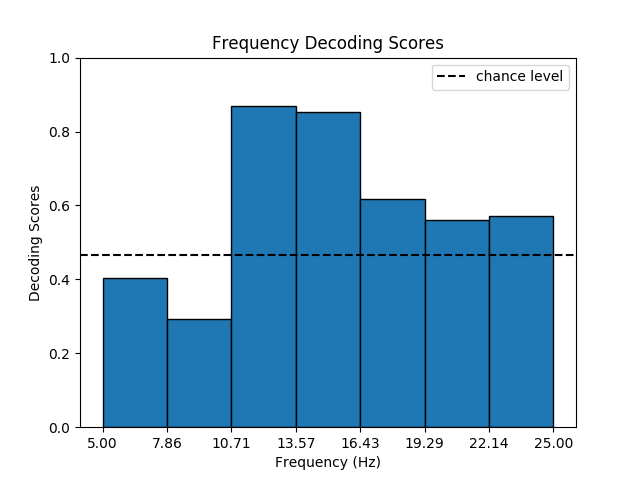 Frequency Decoding Scores
chance level
1.0
0.8
0.6
0.4
0.2
0.0
Decoding Scores
5.00 7.86 10.71 13.57 16.43 19.29 22.14 25.00
Frequency (Hz)